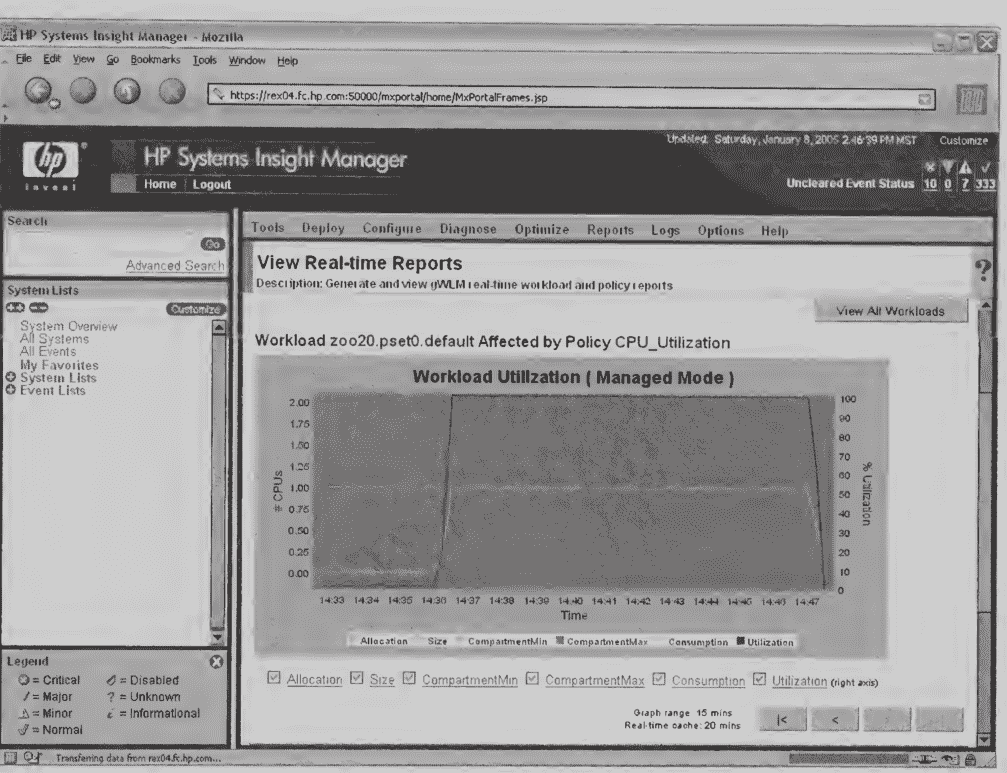 HP Systems Insight Manager - Mozilla
File Edit View Go Bookmarks Tools Window Help
https://rex04.fc.hp.com:50000/mxportal/home/MxPortalFrames.jsp
Updated: Saturday, January 8, 2005 2:46:39 PM MST Customize
hp
invent
HP Systems Insight Manager
Home | Logout
Uncleared Event Status 10 0 7 333
Search
Go
Advanced Search
System Lists
Customize
System Overview
All Systems
All Events
My Favorites
System Lists
Event Lists
Legend
= Critical = Disabled
= Major ? = Unknown
= Minor i = Informational
= Normal
Tools Deploy Configure Diagnose Optimize Reports Logs Options Help
View Real-time Reports
?
Description: Generate and view gWLM real-time workload and policy reports
View All Workloads
Workload zoo20.pset0.default Affected by Policy CPU_Utilization
Workload Utilization ( Managed Mode )
# CPUs
2.00
1.75
1.50
1.25
1.00
0.75
0.50
0.25
0.00
100
90
80
70
60
50
40
30
20
10
0
% Utilization
14:33 14:34 14:35 14:36 14:37 14:38 14:39 14:40 14:41 14:42 14:43 14:44 14:45 14:46 14:47
Time
Allocation Size CompartmentMin CompartmentMax Consumption Utilization
Allocation Size CompartmentMin CompartmentMax Consumption Utilization (right axis)
Graph range: 15 mins
Real-time cache: 20 mins
|< <
Transferring data from rex04.fc.hp.com...